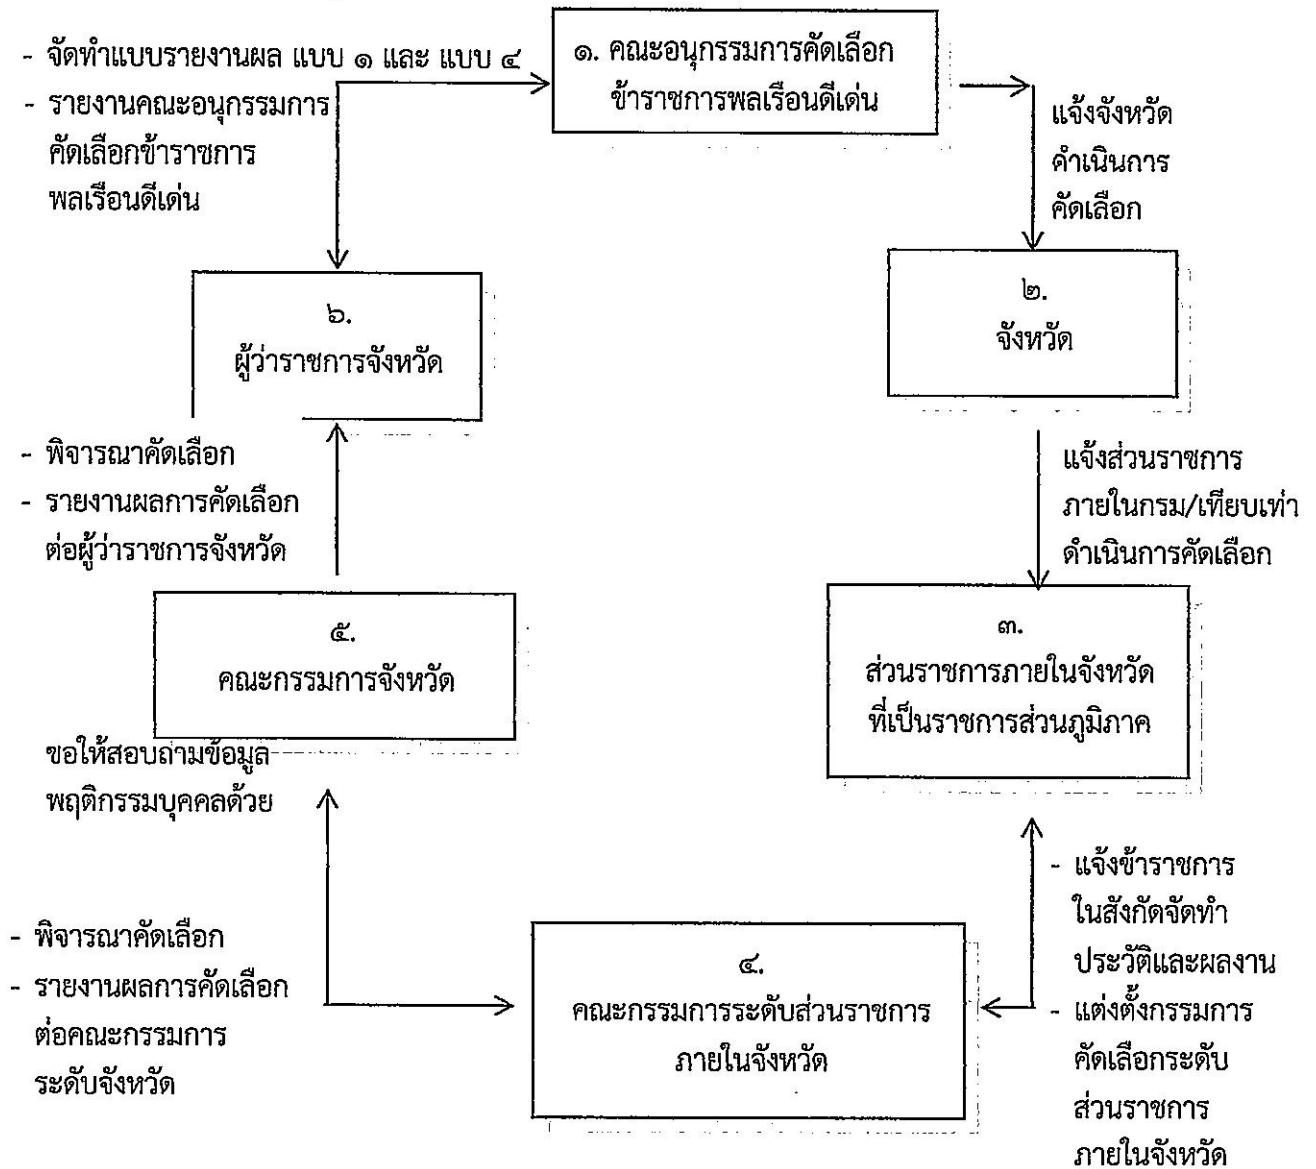 - จัดทำแบบรายงานผล แบบ ๑ และ แบบ ๔
- รายงานคณะอนุกรรมการ
คัดเลือกข้าราชการ
พลเรือนดีเด่น
๑. คณะอนุกรรมการคัดเลือก
ข้าราชการพลเรือนดีเด่น
แจ้งจังหวัด
ดำเนินการ
คัดเลือก
๒.
จังหวัด
แจ้งส่วนราชการ
ภายในกรม/เทียบเท่า
ดำเนินการคัดเลือก
๓.
ส่วนราชการภายในจังหวัด
ที่เป็นราชการส่วนภูมิภาค
- แจ้งข้าราชการ
ในสังกัดจัดทำ
ประวัติและผลงาน
- แต่งตั้งกรรมการ
คัดเลือกระดับ
ส่วนราชการ
ภายในจังหวัด
๔.
คณะกรรมการระดับส่วนราชการ
ภายในจังหวัด
- พิจารณาคัดเลือก
- รายงานผลการคัดเลือก
ต่อคณะกรรมการ
ระดับจังหวัด
๕.
คณะกรรมการจังหวัด
ขอให้สอบถามข้อมูล
พฤติกรรมบุคคลด้วย
- พิจารณาคัดเลือก
- รายงานผลการคัดเลือก
ต่อผู้ว่าราชการจังหวัด
๖.
ผู้ว่าราชการจังหวัด